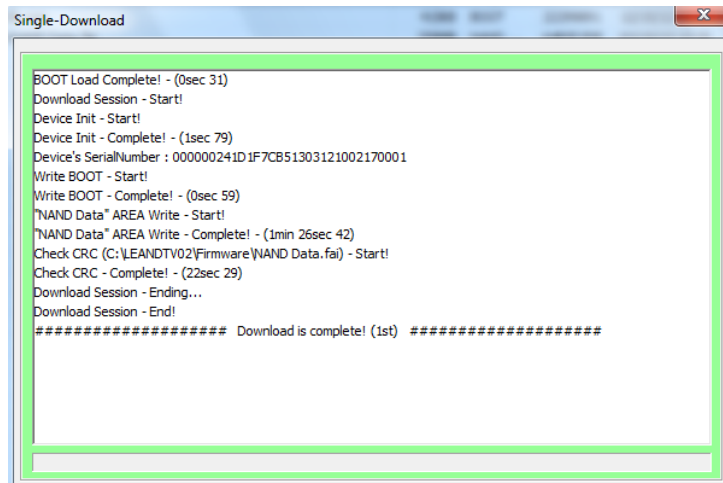 Single-Download
BOOT Load Complete! - (0sec 31)
Download Session - Start!
Device Init - Start!
Device Init - Complete! - (1sec 79)
Device's SerialNumber : 000000241D1F7CB51303121002170001
Write BOOT - Start!
Write BOOT - Complete! - (0sec 59)
"NAND Data" AREA Write - Start!
"NAND Data" AREA Write - Complete! - (1min 26sec 42)
Check CRC (C:\LEANDTV02\Firmware\NAND Data.fai) - Start!
Check CRC - Complete! - (22sec 29)
Download Session - Ending...
Download Session - End!
#################### Download is complete! (1st) ####################